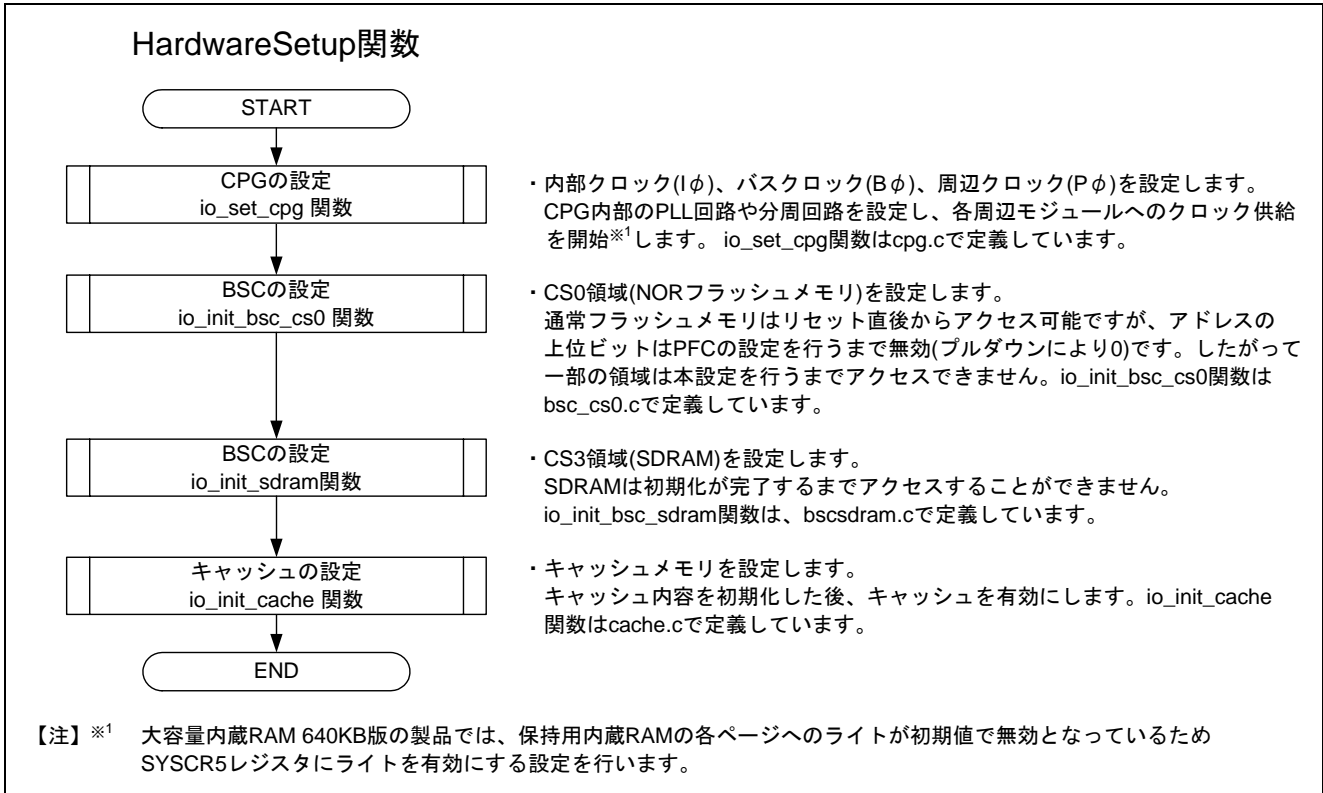 HardwareSetup関数
START
CPGの設定
io_set_cpg 関数
・内部クロック(Iφ)、バスクロック(Bφ)、周辺クロック(Pφ)を設定します。
CPG内部のPLL回路や分周回路を設定し、各周辺モジュールへのクロック供給
を開始※1します。 io_set_cpg関数はcpg.cで定義しています。
BSCの設定
io_init_bsc_cs0 関数
・CS0領域(NORフラッシュメモリ)を設定します。
通常フラッシュメモリはリセット直後からアクセス可能ですが、アドレスの
上位ビットはPFCの設定を行うまで無効(プルダウンにより0)です。したがって
一部の領域は本設定を行うまでアクセスできません。io_init_bsc_cs0関数は
bsc_cs0.cで定義しています。
BSCの設定
io_init_sdram関数
・CS3領域(SDRAM)を設定します。
SDRAMは初期化が完了するまでアクセスすることができません。
io_init_bsc_sdram関数は、bscsdram.cで定義しています。
キャッシュの設定
io_init_cache 関数
・キャッシュメモリを設定します。
キャッシュ内容を初期化した後、キャッシュを有効にします。io_init_cache
関数はcache.cで定義しています。
END
【注】※1 大容量内蔵RAM 640KB版の製品では、保持用内蔵RAMの各ページへのライトが初期値で無効となっているため
SYSCR5レジスタにライトを有効にする設定を行います。